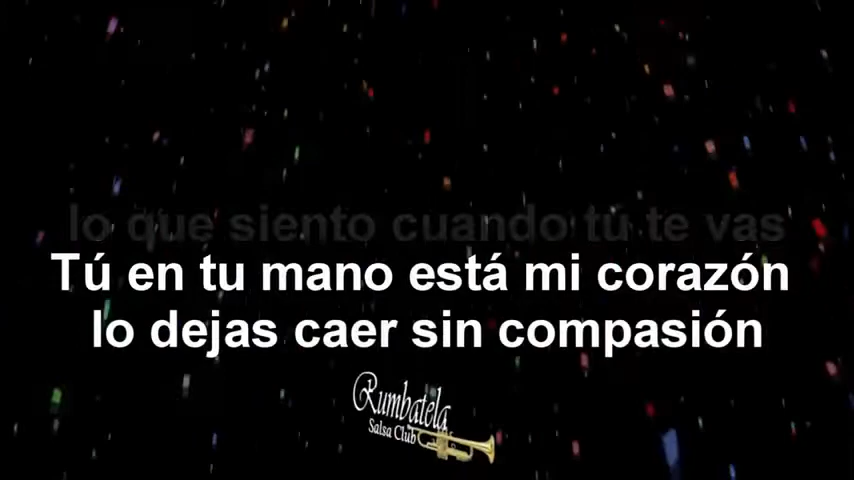 lo que siento cuando tú te vas
Tú en tu mano está mi corazón
lo dejas caer sin compasión
Rumbatela
Salsa Club